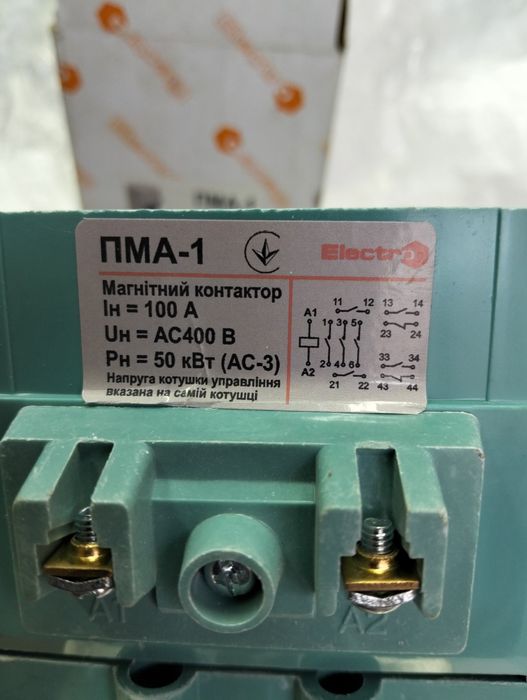 ПМА-1
Electro
Магнітний контактор
Iн = 100 А
Uн = AC400 В
Рн = 50 кВт (АС-3)
Напруга котушки управління
вказана на самій котушці
11 12 13 14
A1 1 3 5
23 24
A2 2 4 6 33 34
21 22 43 44
A1 A2